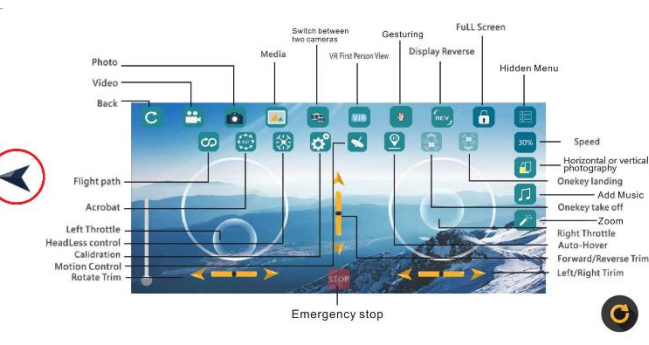 Switch between
two cameras
FuLL Screen
Gesturing
Photo
Media
VR First Person View
Display Reverse
Video
Hidden Menu
Back
VIR
REV
30%
Speed
Horizontal or vertical
photography
Flight path
Onekey landing
Add Music
Acrobat
Onekey take off
Zoom
Left Throttle
Right Throttle
HeadLess control
Auto-Hover
Calidration
Forward/Reverse Trim
Motion Control
Rotate Trim
STOP
Left/Right Tirim
Emergency stop